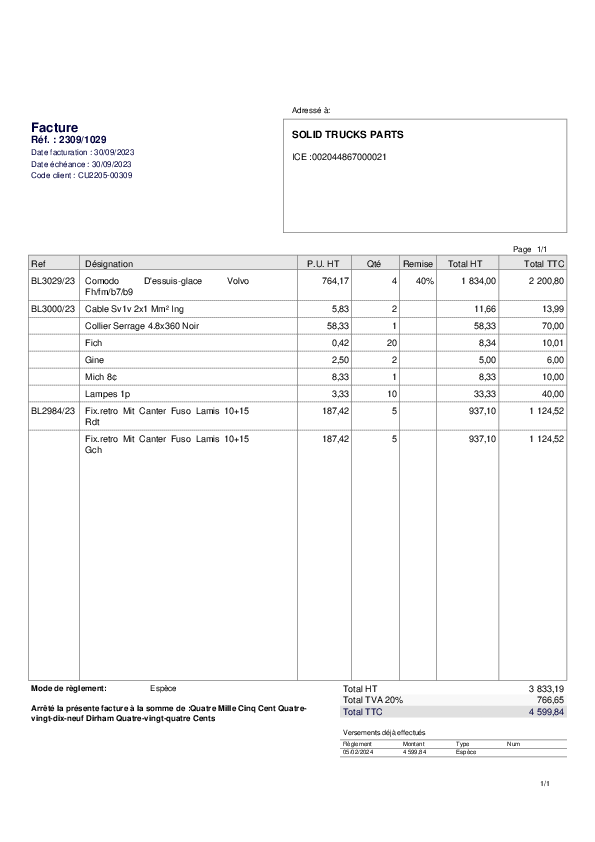 Adressé à:
Facture
Réf. : 2309/1029
Date facturation : 30/09/2023
Date échéance : 30/09/2023
Code client : CU2205-00309
SOLID TRUCKS PARTS
ICE :002044867000021
Page 1/1
Ref Désignation P.U. HT Qté Remise Total HT Total TTC
BL3029/23 Comodo D'essuis-glace Volvo 764,17 4 40% 1 834,00 2 200,80
Fh/fm/b7/b9
BL3000/23 Cable Sv1v 2x1 Mm² Ing 5,83 2 11,66 13,99
Collier Serrage 4.8x360 Noir 58,33 1 58,33 70,00
Fich 0,42 20 8,34 10,01
Gine 2,50 2 5,00 6,00
Mich 8¢ 8,33 1 8,33 10,00
Lampes 1p 3,33 10 33,33 40,00
BL2984/23 Fix.retro Mit Canter Fuso Lamis 10+15 187,42 5 937,10 1 124,52
Rdt
Fix.retro Mit Canter Fuso Lamis 10+15 187,42 5 937,10 1 124,52
Gch
Mode de règlement: Espèce
Arrêté la présente facture à la somme de :Quatre Mille Cinq Cent Quatre-
vingt-dix-neuf Dirham Quatre-vingt-quatre Cents
Total HT 3 833,19
Total TVA 20% 766,65
Total TTC 4 599,84
Versements déjà effectués
Règlement Montant Type Num
05/02/2024 4 599,84 Espèce
1/1